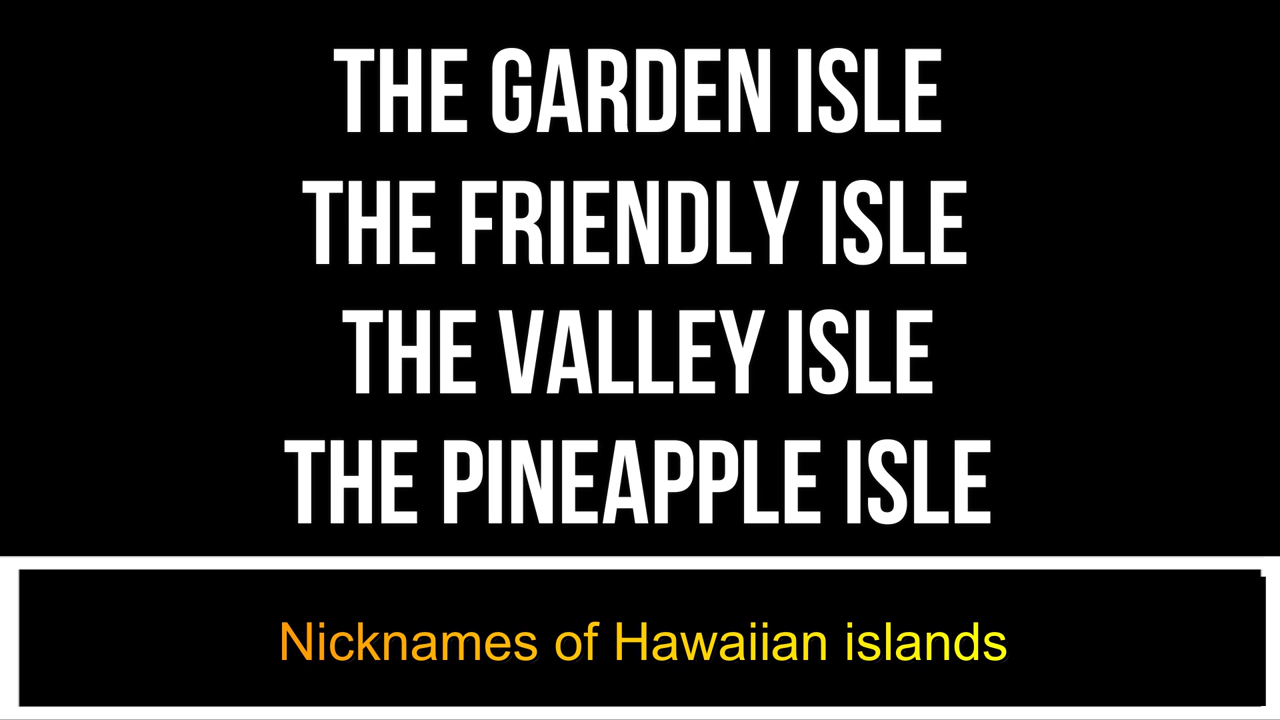 THE GARDEN ISLE
THE FRIENDLY ISLE
THE VALLEY ISLE
THE PINEAPPLE ISLE
Nicknames of Hawaiian islands